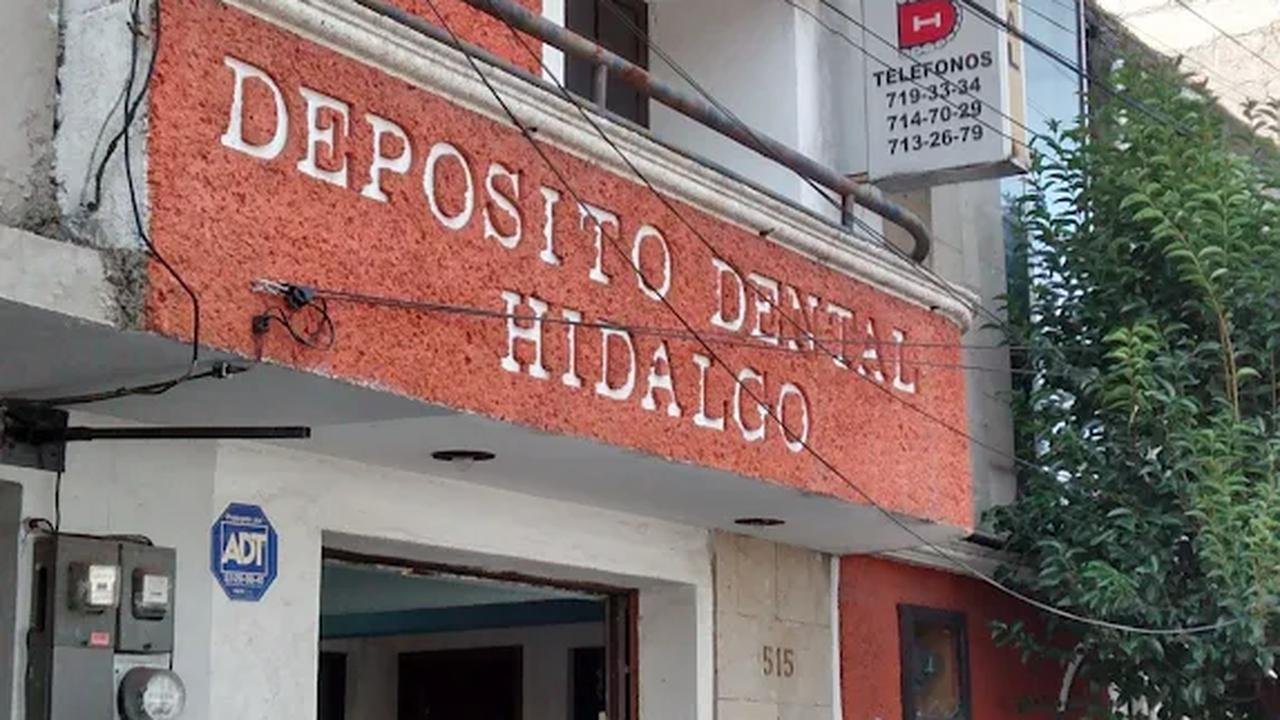 DEPOSITO DENTAL
HIDALGO
H
TELEFONOS
719-33-34
714-70-29
713-26-79
ADT
515